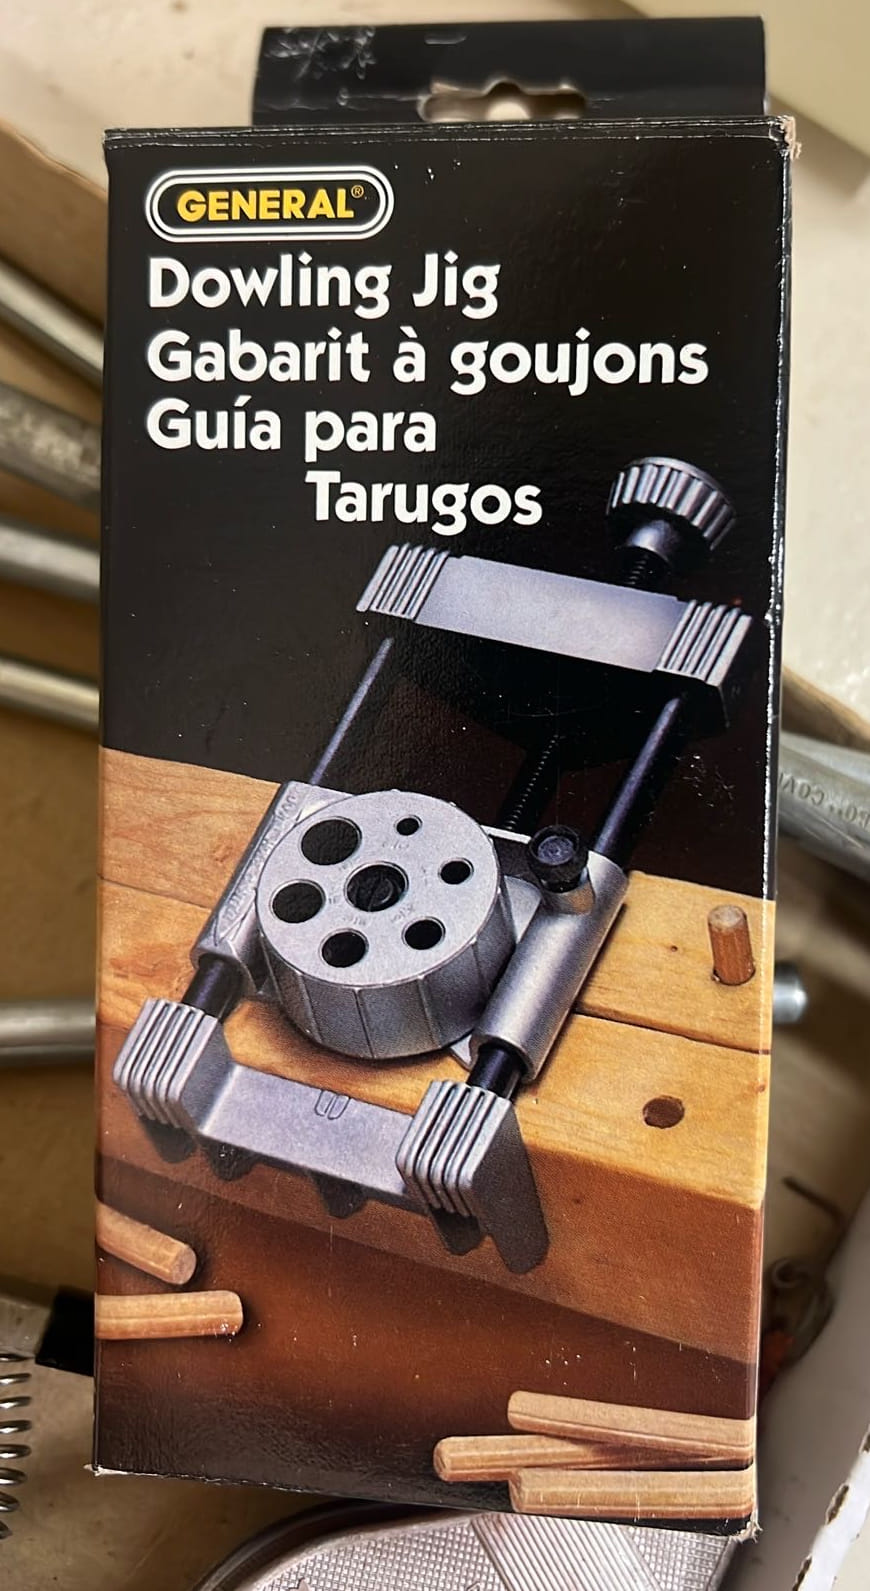 GENERAL®
Dowling Jig
Gabarit à goujons
Guía para
Tarugos